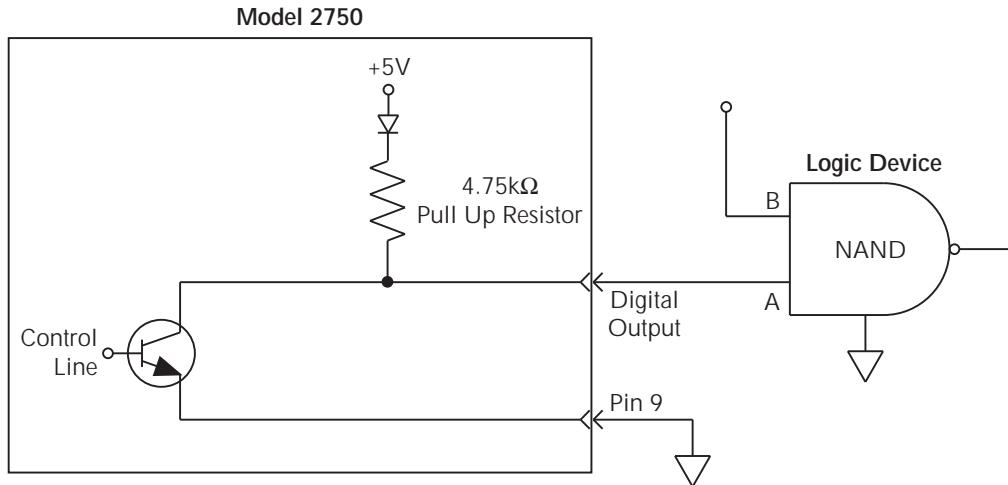 Model 2750
+5V
4.75kΩ
Pull Up Resistor
Logic Device
B
NAND
A
Digital
Output
Control
Line
Pin 9